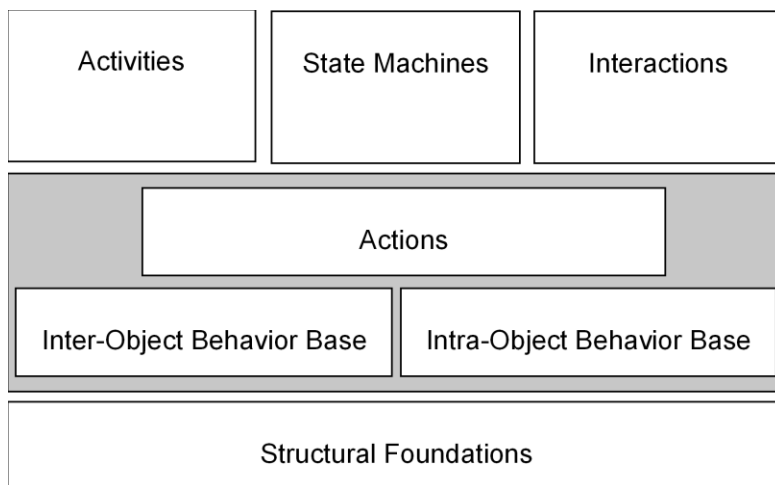 Activities
State Machines
Interactions
Actions
Inter-Object Behavior Base
Intra-Object Behavior Base
Structural Foundations